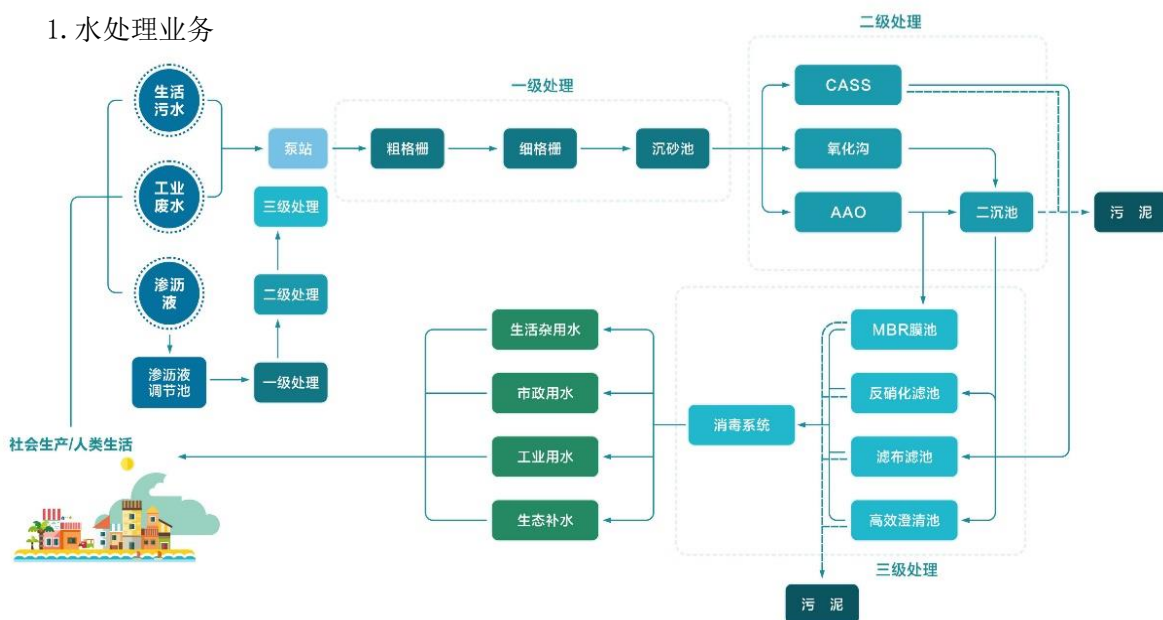 1.水处理业务
二级处理
一级处理
生活
污水
工业
废水
渗沥
液
渗沥液
调节池
泵站
三级处理
二级处理
一级处理
粗格栅
细格栅
沉砂池
CASS
氧化沟
AAO
二沉池
污 泥
生活杂用水
市政用水
工业用水
生态补水
消毒系统
MBR膜池
反硝化滤池
滤布滤池
高效澄清池
三级处理
污 泥
社会生产/人类生活